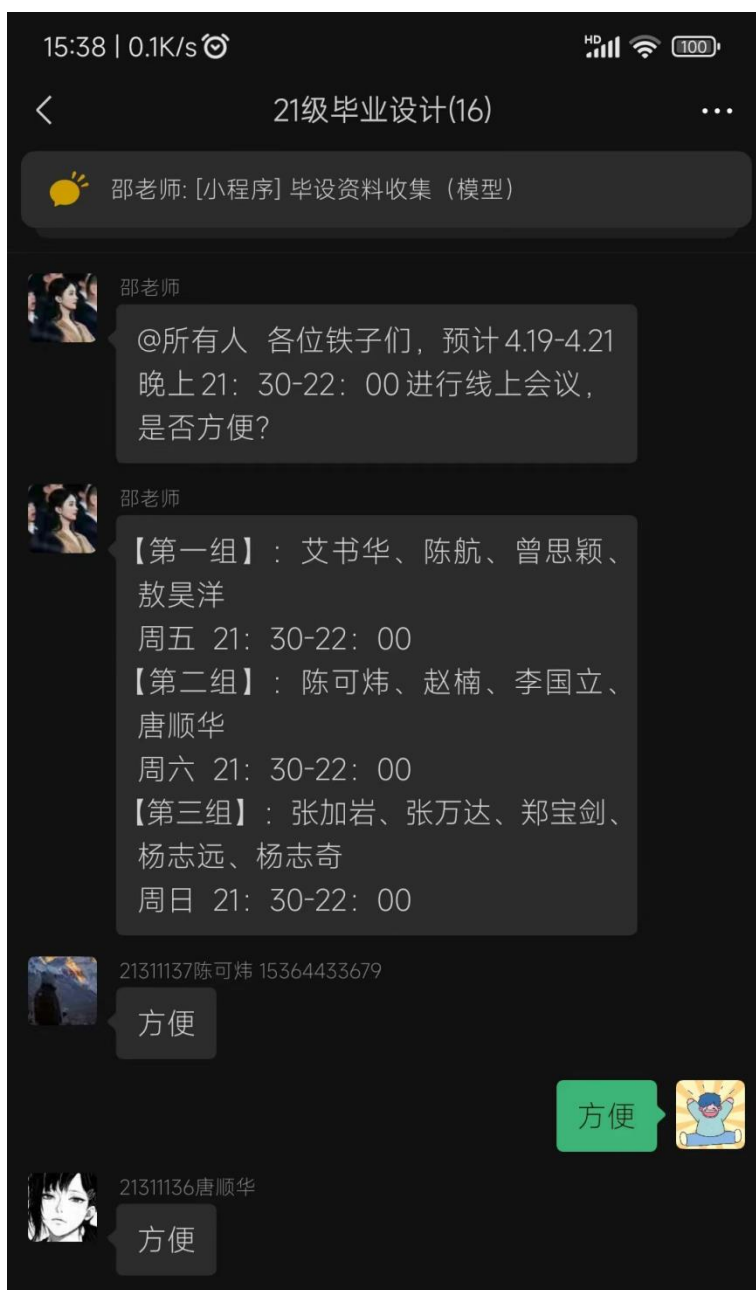 15:38 | 0.1K/s
HD
100
21级毕业设计(16)
邵老师: [小程序] 毕设资料收集（模型）
邵老师
@所有人 各位铁子们，预计4.19-4.21
晚上21：30-22：00进行线上会议，
是否方便？
邵老师
【第一组】：艾书华、陈航、曾思颖、
敖昊洋
周五 21：30-22：00
【第二组】：陈可炜、赵楠、李国立、
唐顺华
周六 21：30-22：00
【第三组】：张加岩、张万达、郑宝剑、
杨志远、杨志奇
周日 21：30-22：00
21311137陈可炜 15364433679
方便
方便
21311136唐顺华
方便